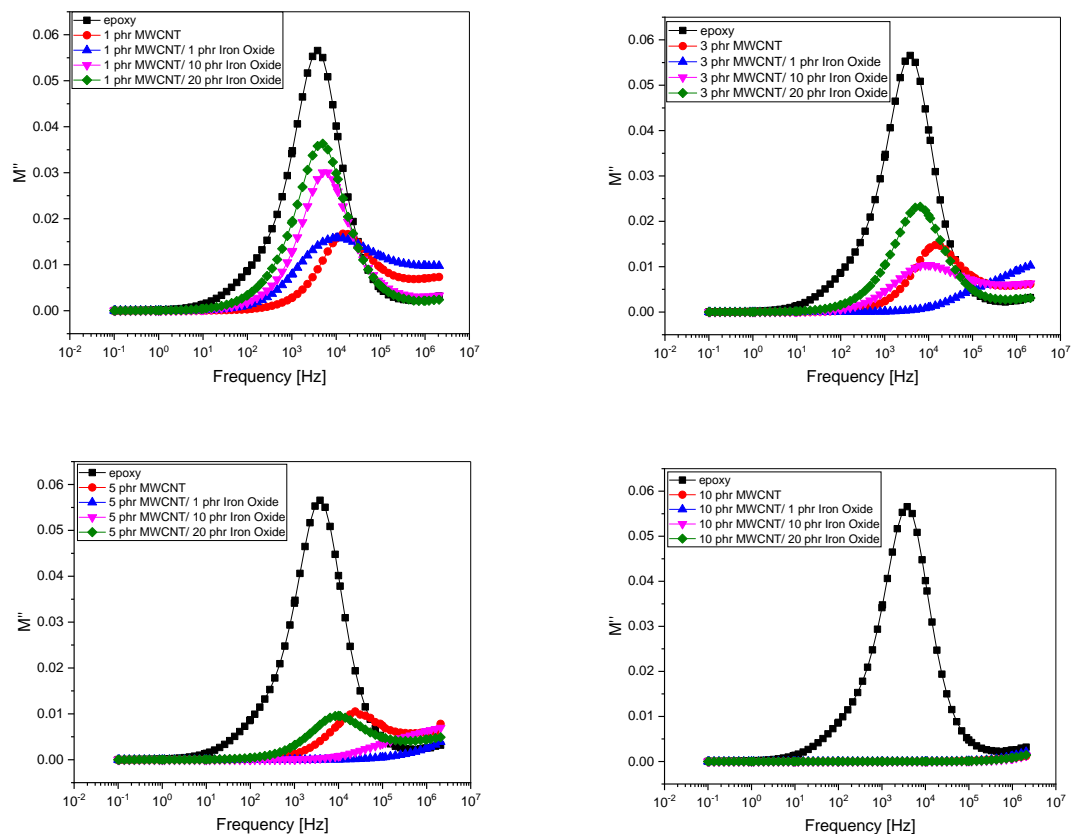 epoxy
1 phr MWCNT
1 phr MWCNT/ 1 phr Iron Oxide
1 phr MWCNT/ 10 phr Iron Oxide
1 phr MWCNT/ 20 phr Iron Oxide
0.06
0.05
0.04
0.03
0.02
0.01
0.00
M''
10-2 10-1 100 101 102 103 104 105 106 107
Frequency [Hz]
epoxy
3 phr MWCNT
3 phr MWCNT/ 1 phr Iron Oxide
3 phr MWCNT/ 10 phr Iron Oxide
3 phr MWCNT/ 20 phr Iron Oxide
0.06
0.05
0.04
0.03
0.02
0.01
0.00
M''
10-2 10-1 100 101 102 103 104 105 106 107
Frequency [Hz]
epoxy
5 phr MWCNT
5 phr MWCNT/ 1 phr Iron Oxide
5 phr MWCNT/ 10 phr Iron Oxide
5 phr MWCNT/ 20 phr Iron Oxide
0.06
0.05
0.04
0.03
0.02
0.01
0.00
M''
10-2 10-1 100 101 102 103 104 105 106 107
Frequency [Hz]
epoxy
10 phr MWCNT
10 phr MWCNT/ 1 phr Iron Oxide
10 phr MWCNT/ 10 phr Iron Oxide
10 phr MWCNT/ 20 phr Iron Oxide
0.06
0.05
0.04
0.03
0.02
0.01
0.00
M''
10-2 10-1 100 101 102 103 104 105 106 107
Frequency [Hz]